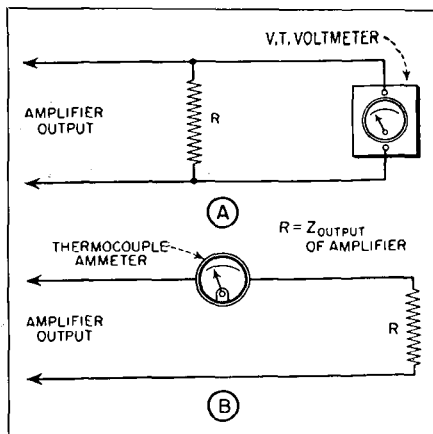 V.T. VOLTMETER
AMPLIFIER
OUTPUT
R
A
THERMOCOUPLE
AMMETER
R = ZOUTPUT
OF AMPLIFIER
AMPLIFIER
OUTPUT
R
B